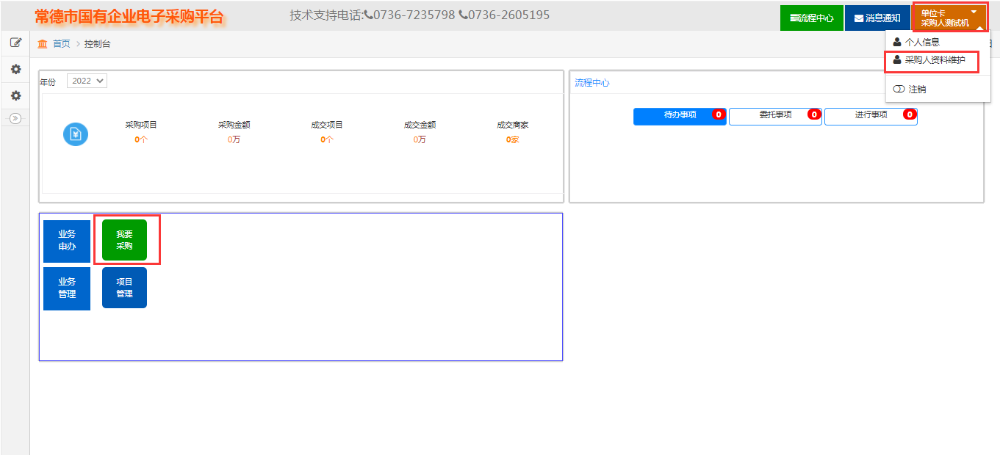 常德市国有企业电子采购平台
技术支持电话:0736-7235798 0736-2605195
流程中心
消息通知
单位卡
采购人测试机
个人信息
采购人资料维护
注销
首页 > 控制台
年份 2022
采购项目 采购金额 成交项目 成交金额 成交商家
0个 0万 0个 0万 0家
流程中心
待办事项 0 委托事项 0 进行事项 0
业务
申办
我要
采购
业务
管理
项目
管理